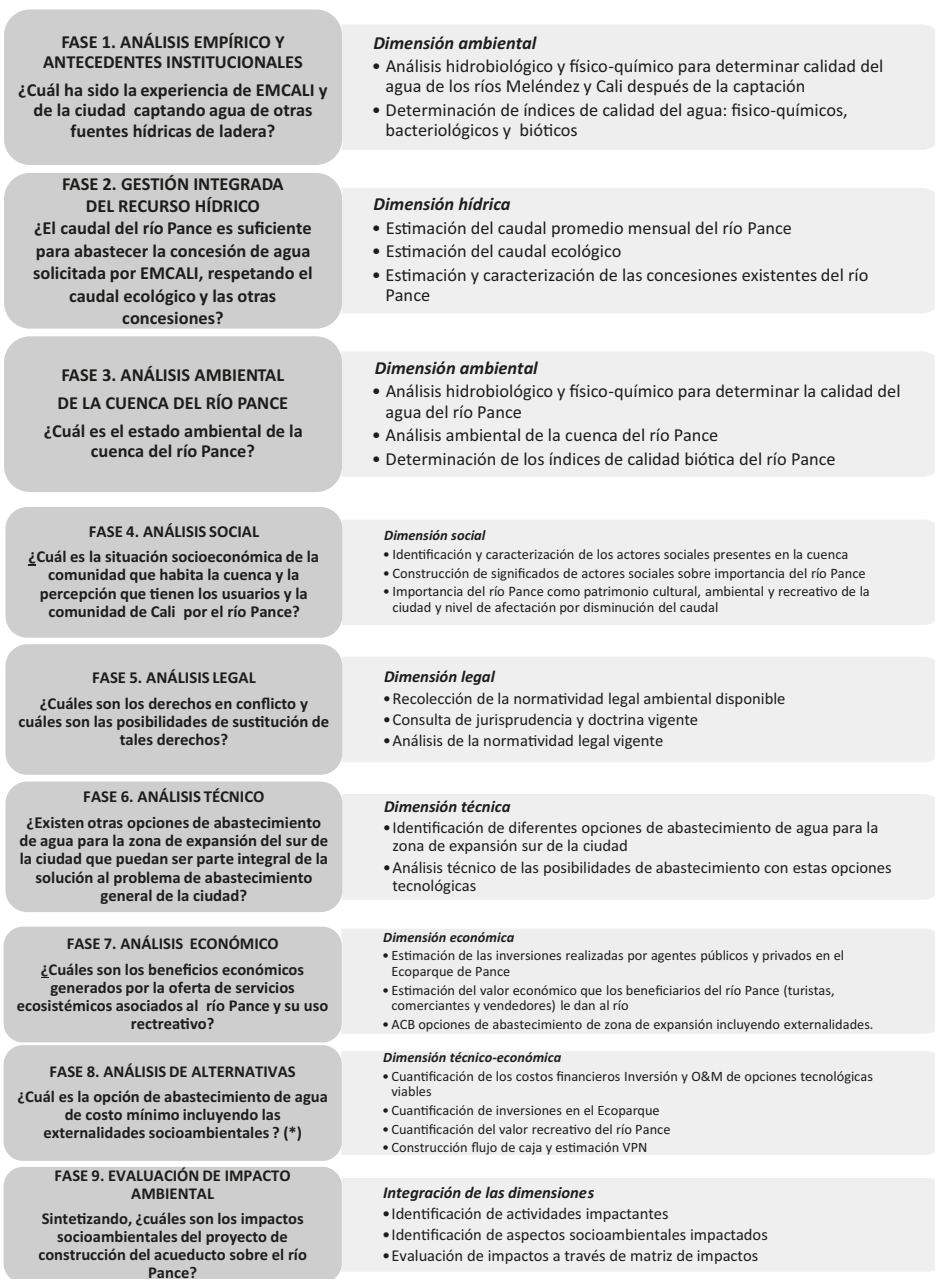 FASE 1. ANÁLISIS EMPÍRICO Y
ANTECEDENTES INSTITUCIONALES
¿Cuál ha sido la experiencia de EMCALI y
de la ciudad captando agua de otras
fuentes hídricas de ladera?
Dimensión ambiental
• Análisis hidrobiológico y físico-químico para determinar calidad del
agua de los ríos Meléndez y Cali después de la captación
• Determinación de índices de calidad del agua: fisico-químicos,
bacteriológicos y bióticos
FASE 2. GESTIÓN INTEGRADA
DEL RECURSO HÍDRICO
¿El caudal del río Pance es suficiente
para abastecer la concesión de agua
solicitada por EMCALI, respetando el
caudal ecológico y las otras
concesiones?
Dimensión hídrica
• Estimación del caudal promedio mensual del río Pance
• Estimación del caudal ecológico
• Estimación y caracterización de las concesiones existentes del río
Pance
FASE 3. ANÁLISIS AMBIENTAL
DE LA CUENCA DEL RÍO PANCE
¿Cuál es el estado ambiental de la
cuenca del río Pance?
Dimensión ambiental
• Análisis hidrobiológico y físico-químico para determinar la calidad del
agua del río Pance
• Análisis ambiental de la cuenca del río Pance
• Determinación de los índices de calidad biótica del río Pance
FASE 4. ANÁLISIS SOCIAL
¿Cuál es la situación socioeconómica de la
comunidad que habita la cuenca y la
percepción que tienen los usuarios y la
comunidad de Cali por el río Pance?
Dimensión social
• Identificación y caracterización de los actores sociales presentes en la cuenca
• Construcción de significados de actores sociales sobre importancia del río Pance
• Importancia del río Pance como patrimonio cultural, ambiental y recreativo de la
ciudad y nivel de afectación por disminución del caudal
FASE 5. ANÁLISIS LEGAL
¿Cuáles son los derechos en conflicto y
cuáles son las posibilidades de sustitución de
tales derechos?
Dimensión legal
• Recolección de la normatividad legal ambiental disponible
• Consulta de jurisprudencia y doctrina vigente
• Análisis de la normatividad legal vigente
FASE 6. ANÁLISIS TÉCNICO
¿Existen otras opciones de abastecimiento
de agua para la zona de expansión del sur de
la ciudad que puedan ser parte integral de la
solución al problema de abastecimiento
general de la ciudad?
Dimensión técnica
• Identificación de diferentes opciones de abastecimiento de agua para la
zona de expansión sur de la ciudad
• Análisis técnico de las posibilidades de abastecimiento con estas opciones
tecnológicas
FASE 7. ANÁLISIS ECONÓMICO
¿Cuáles son los beneficios económicos
generados por la oferta de servicios
ecosistémicos asociados al río Pance y su uso
rectreativo?
Dimensión económica
• Estimación de las inversiones realizadas por agentes públicos y privados en el
Ecoparque de Pance
• Estimación del valor económico que los beneficiarios del río Pance (turistas,
comerciantes y vendedores) le dan al río
• ACB opciones de abastecimiento de zona de expansión incluyendo externalidades.
FASE 8. ANÁLISIS DE ALTERNATIVAS
¿Cuál es la opción de abastecimiento de agua
de costo mínimo incluyendo las
externalidades socioambientales ? (*)
Dimensión técnico-económica
• Cuantificación de los costos financieros Inversión y O&M de opciones tecnológicas
viables
• Cuantificación de inversiones en el Ecoparque
• Cuantificación del valor recreativo del río Pance
• Construcción flujo de caja y estimación VPN
FASE 9. EVALUACIÓN DE IMPACTO
AMBIENTAL
Sintetizando, ¿cuáles son los impactos
socioambientales del proyecto de
construcción del acueducto sobre el río
Pance?
Integración de las dimensiones
• Identificación de actividades impactantes
• Identificación de aspectos socioambientales impactados
• Evaluación de impactos a través de matriz de impactos